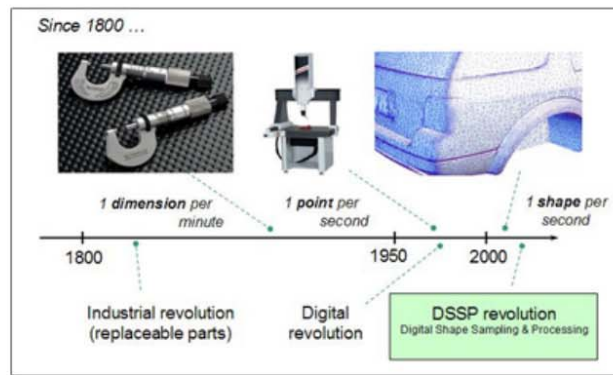 Since 1800 ...
1 dimension per
minute
1 point per
second
1 shape per
second
1800
1950
2000
Industrial revolution
(replaceable parts)
Digital
revolution
DSSP revolution
Digital Shape Sampling & Processing